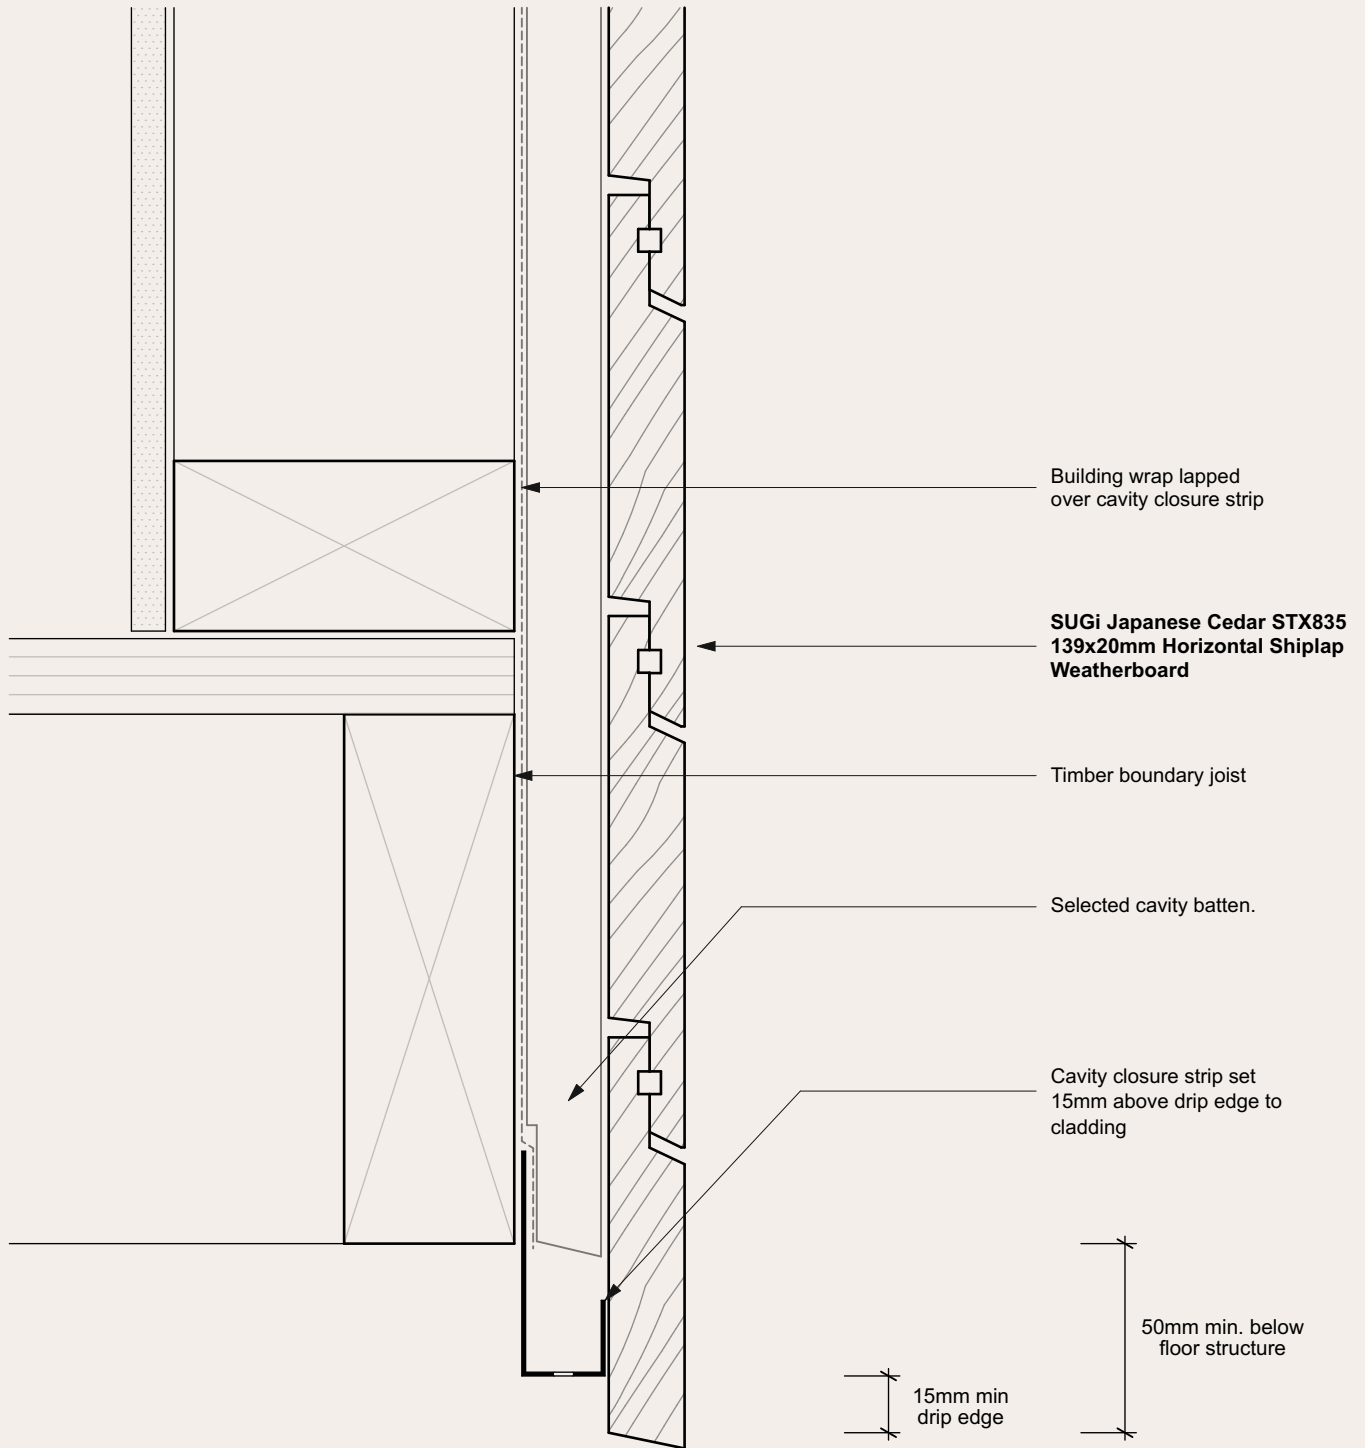 Building wrap lapped
over cavity closure strip
SUGi Japanese Cedar STX835
139x20mm Horizontal Shiplap
Weatherboard
Timber boundary joist
Selected cavity batten.
Cavity closure strip set
15mm above drip edge to
cladding
50mm min. below
floor structure
15mm min
drip edge